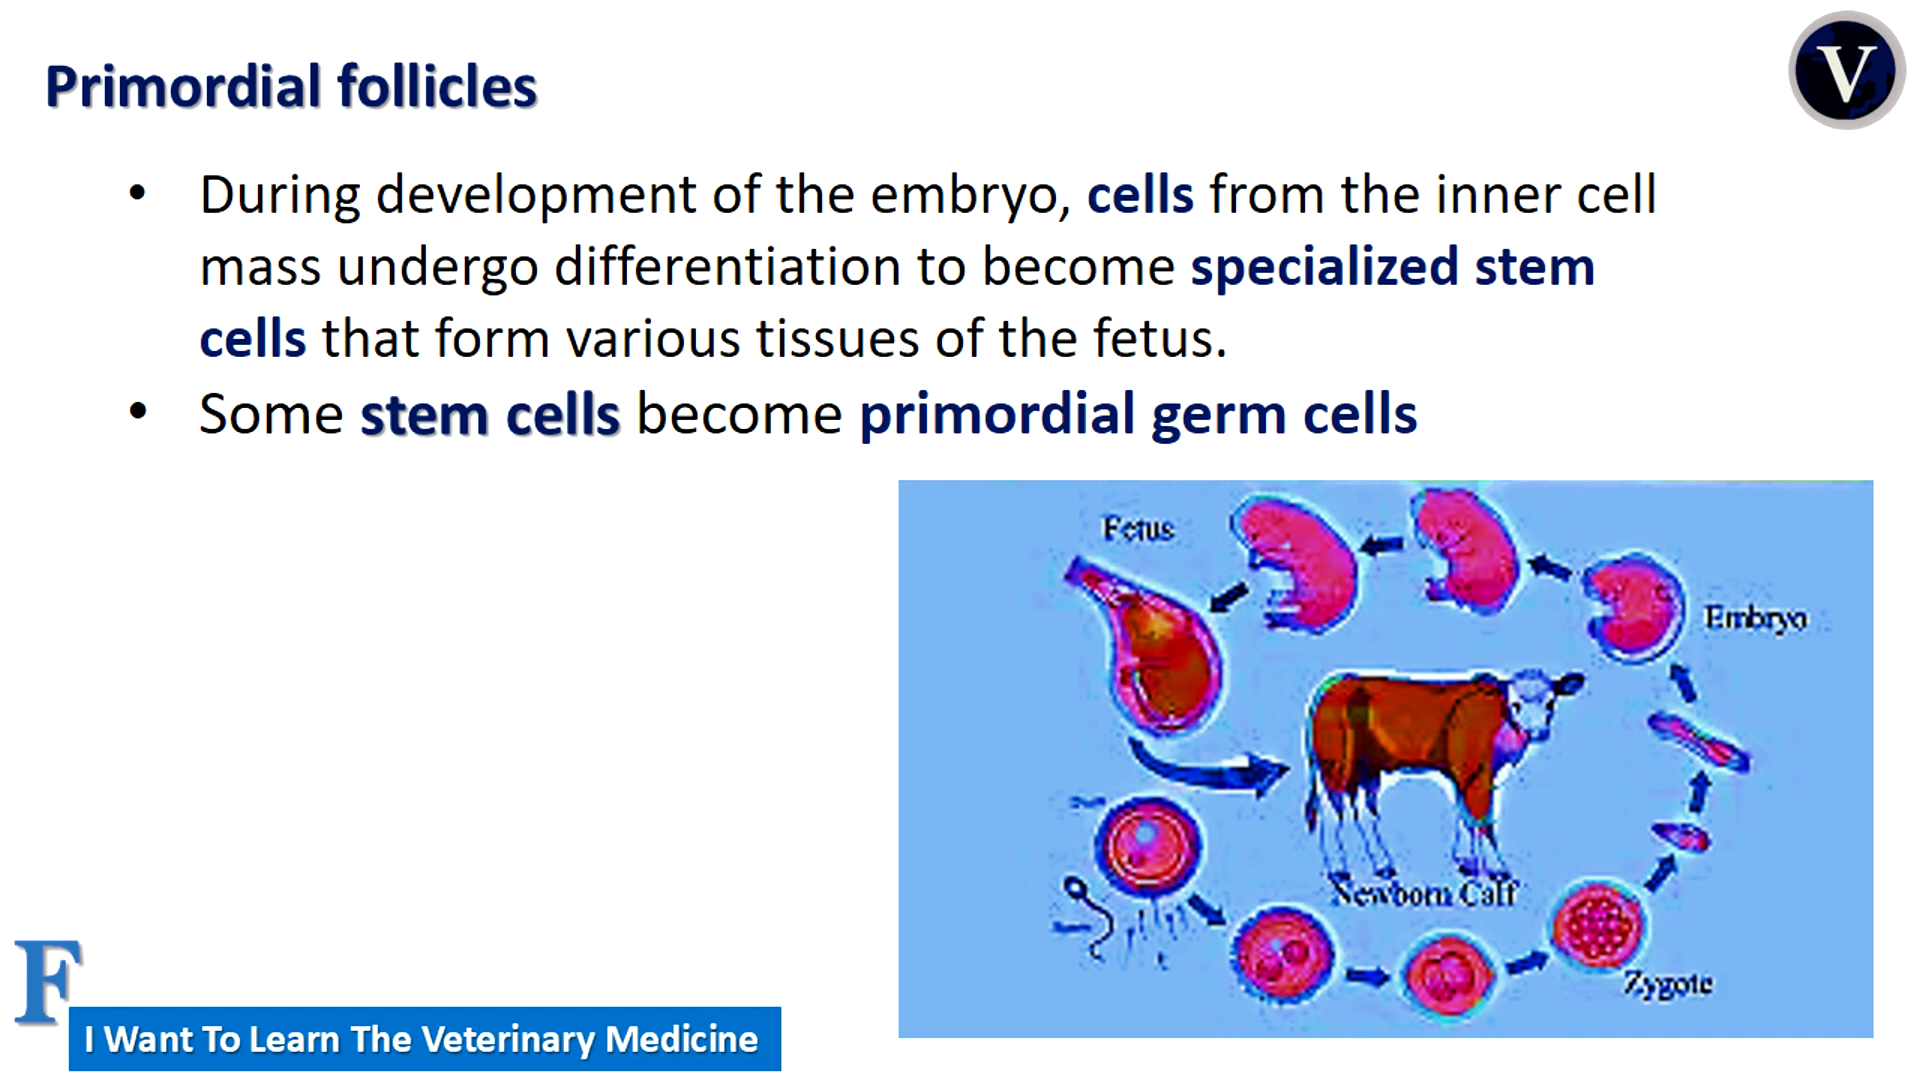 Primordial follicles
V
• During development of the embryo, cells from the inner cell
mass undergo differentiation to become specialized stem
cells that form various tissues of the fetus.
• Some stem cells become primordial germ cells
Fetus
Embryo
Newborn Calf
Zygote
F
I Want To Learn The Veterinary Medicine